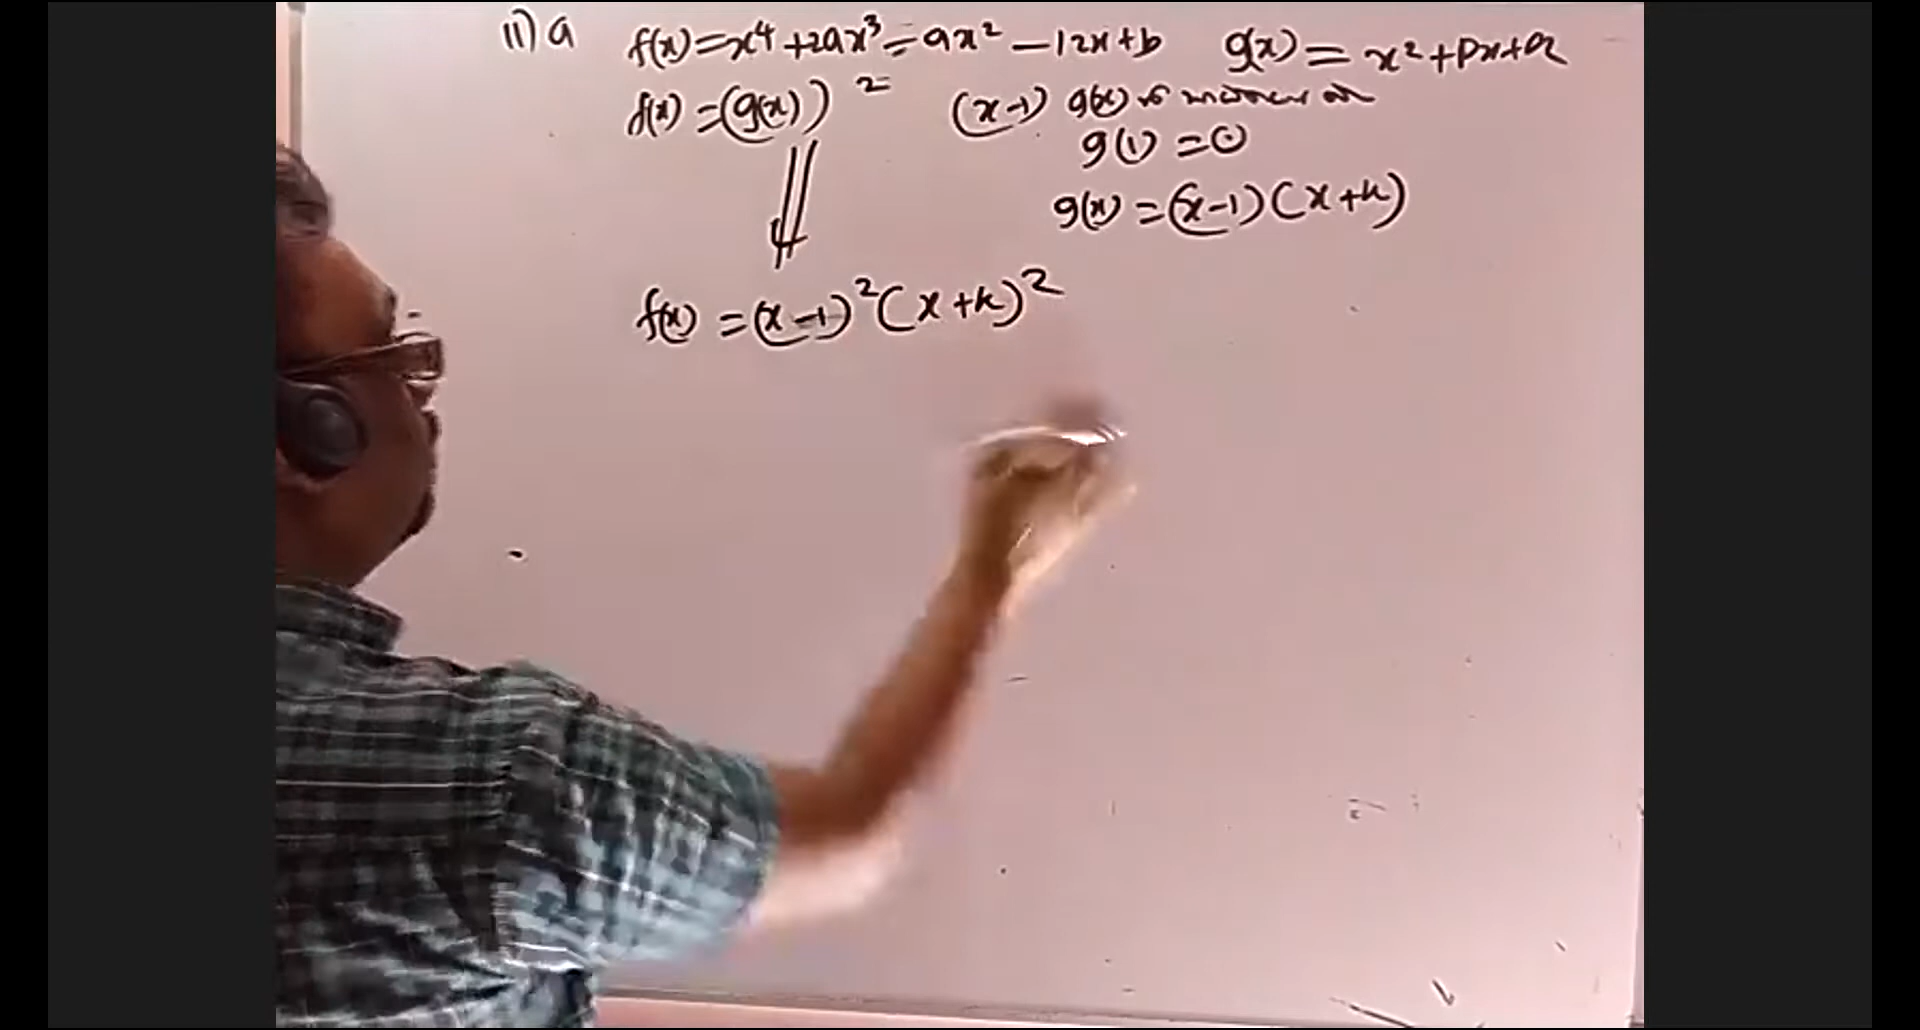 11) a f(x) = x⁴ + 2ax³ - ax² - 12x + b g(x) = x² + px + q
f(x) = (g(x))² (x-1) g(x)
g(1) = 0
g(x) = (x-1)(x+k)
f(x) = (x-1)²(x+k)²